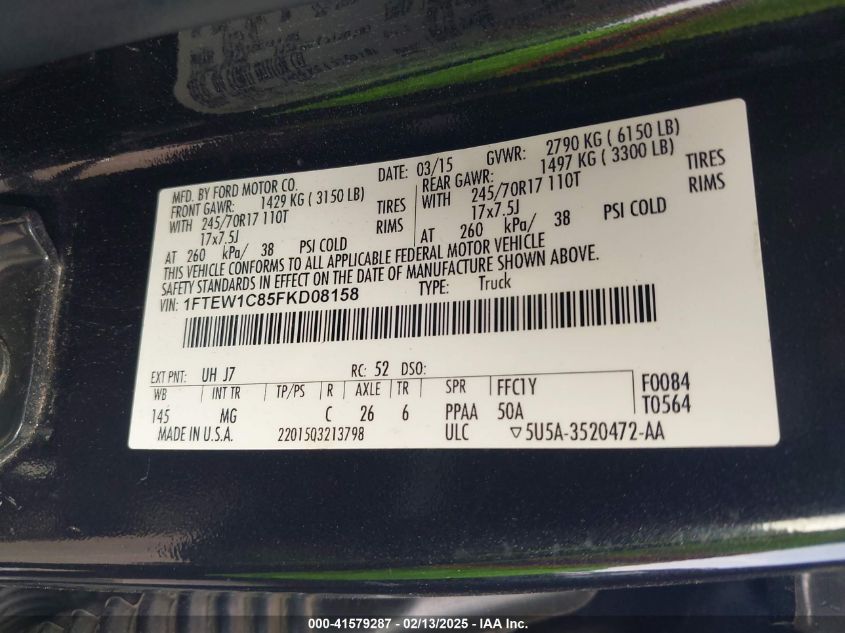 MFD. BY FORD MOTOR CO. DATE: 03/15 GVWR: 2790 KG ( 6150 LB)
FRONT GAWR: 1429 KG ( 3150 LB) REAR GAWR: 1497 KG ( 3300 LB)
WITH 245/70R17 110T TIRES WITH 245/70R17 110T TIRES
17x7.5J RIMS 17x7.5J RIMS
AT 260 kPa/ 38 PSI COLD AT 260 kPa/ 38 PSI COLD
THIS VEHICLE CONFORMS TO ALL APPLICABLE FEDERAL MOTOR VEHICLE
SAFETY STANDARDS IN EFFECT ON THE DATE OF MANUFACTURE SHOWN ABOVE.
VIN: 1FTEW1C85FKD08158 TYPE: Truck
EXT PNT: UH J7 RC: 52 DSO:
WB INT TR TP/PS R AXLE TR SPR FFC1Y F0084
145 MG C 26 6 PPAA 50A T0564
MADE IN U.S.A. 2201503213798 ULC ▽5U5A-3520472-AA
000-41579287 - 02/13/2025 - IAA Inc.